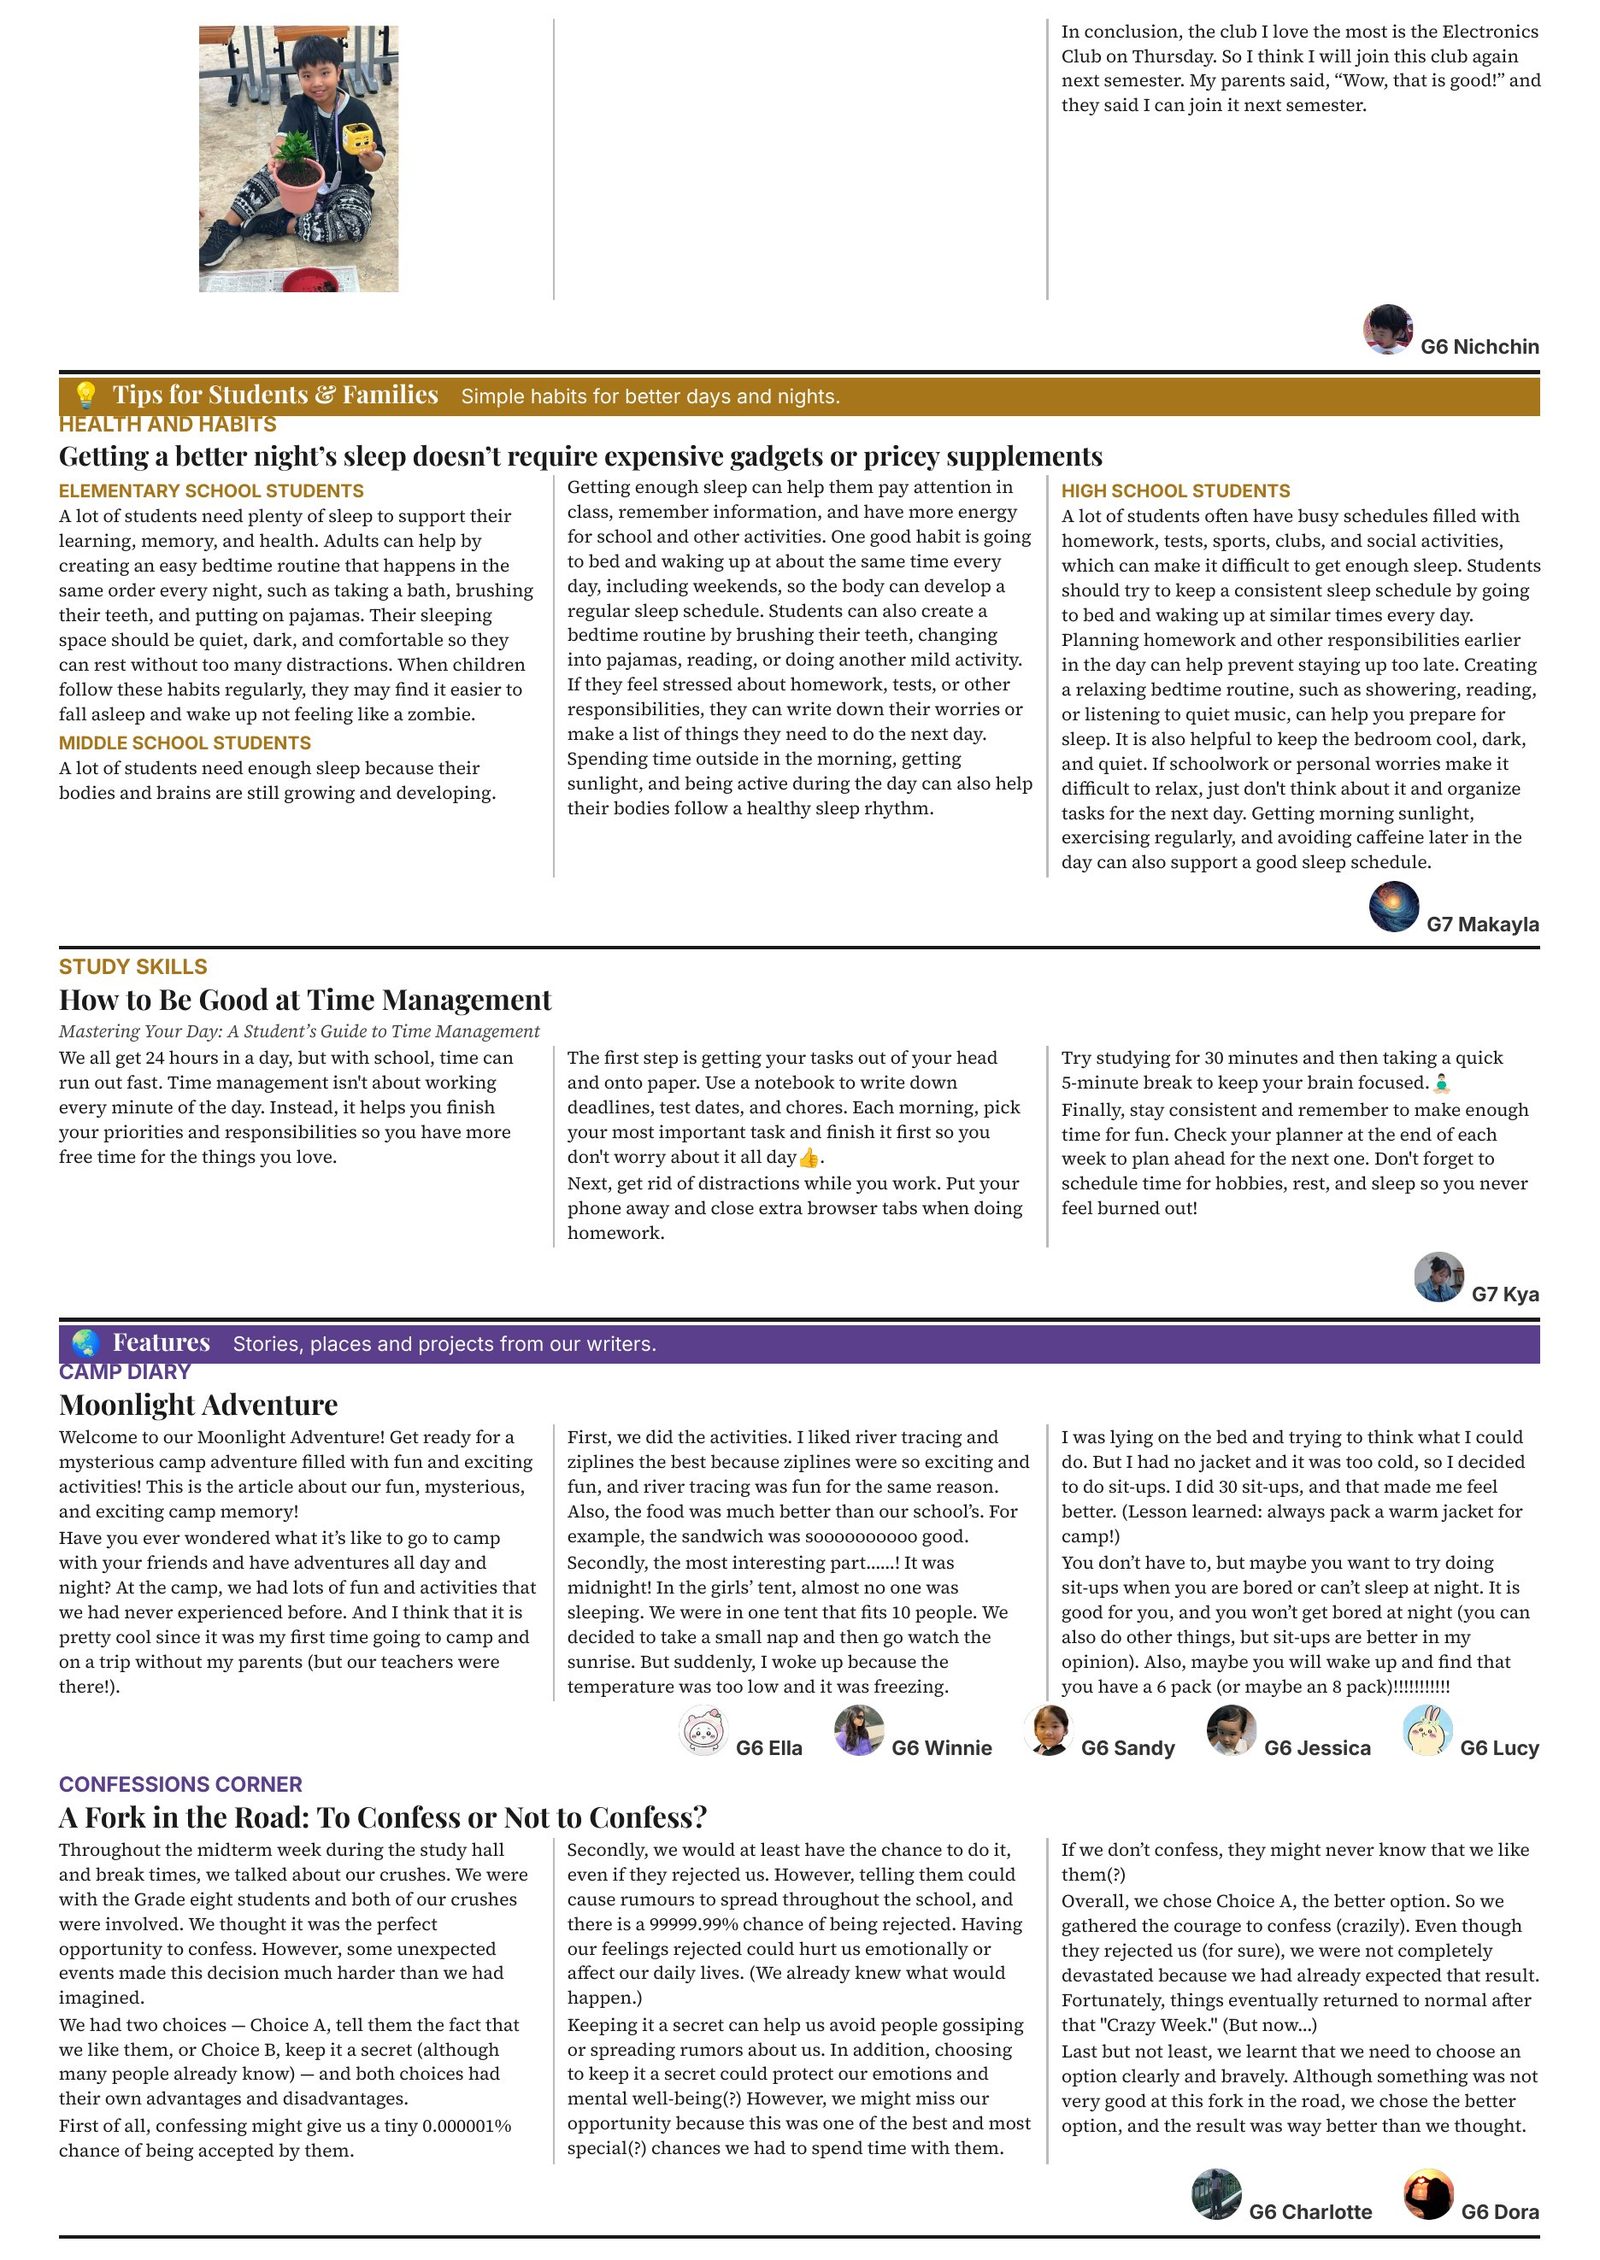 In conclusion, the club I love the most is the Electronics
Club on Thursday. So I think I will join this club again
next semester. My parents said, “Wow, that is good!” and
they said I can join it next semester.
G6 Nichchin
Tips for Students & Families Simple habits for better days and nights.
HEALTH AND HABITS
Getting a better night’s sleep doesn’t require expensive gadgets or pricey supplements
ELEMENTARY SCHOOL STUDENTS
A lot of students need plenty of sleep to support their
learning, memory, and health. Adults can help by
creating an easy bedtime routine that happens in the
same order every night, such as taking a bath, brushing
their teeth, and putting on pajamas. Their sleeping
space should be quiet, dark, and comfortable so they
can rest without too many distractions. When children
follow these habits regularly, they may find it easier to
fall asleep and wake up not feeling like a zombie.
MIDDLE SCHOOL STUDENTS
A lot of students need enough sleep because their
bodies and brains are still growing and developing.
Getting enough sleep can help them pay attention in
class, remember information, and have more energy
for school and other activities. One good habit is going
to bed and waking up at about the same time every
day, including weekends, so the body can develop a
regular sleep schedule. Students can also create a
bedtime routine by brushing their teeth, changing
into pajamas, reading, or doing another mild activity.
If they feel stressed about homework, tests, or other
responsibilities, they can write down their worries or
make a list of things they need to do the next day.
Spending time outside in the morning, getting
sunlight, and being active during the day can also help
their bodies follow a healthy sleep rhythm.
HIGH SCHOOL STUDENTS
A lot of students often have busy schedules filled with
homework, tests, sports, clubs, and social activities,
which can make it difficult to get enough sleep. Students
should try to keep a consistent sleep schedule by going
to bed and waking up at similar times every day.
Planning homework and other responsibilities earlier
in the day can help prevent staying up too late. Creating
a relaxing bedtime routine, such as showering, reading,
or listening to quiet music, can help you prepare for
sleep. It is also helpful to keep the bedroom cool, dark,
and quiet. If schoolwork or personal worries make it
difficult to relax, just don't think about it and organize
tasks for the next day. Getting morning sunlight,
exercising regularly, and avoiding caffeine later in the
day can also support a good sleep schedule.
G7 Makayla
STUDY SKILLS
How to Be Good at Time Management
Mastering Your Day: A Student’s Guide to Time Management
We all get 24 hours in a day, but with school, time can
run out fast. Time management isn't about working
every minute of the day. Instead, it helps you finish
your priorities and responsibilities so you have more
free time for the things you love.
The first step is getting your tasks out of your head
and onto paper. Use a notebook to write down
deadlines, test dates, and chores. Each morning, pick
your most important task and finish it first so you
don't worry about it all day👍.
Next, get rid of distractions while you work. Put your
phone away and close extra browser tabs when doing
homework.
Try studying for 30 minutes and then taking a quick
5-minute break to keep your brain focused.
Finally, stay consistent and remember to make enough
time for fun. Check your planner at the end of each
week to plan ahead for the next one. Don't forget to
schedule time for hobbies, rest, and sleep so you never
feel burned out!
G7 Kya
Features Stories, places and projects from our writers.
CAMP DIARY
Moonlight Adventure
Welcome to our Moonlight Adventure! Get ready for a
mysterious camp adventure filled with fun and exciting
activities! This is the article about our fun, mysterious,
and exciting camp memory!
Have you ever wondered what it’s like to go to camp
with your friends and have adventures all day and
night? At the camp, we had lots of fun and activities that
we had never experienced before. And I think that it is
pretty cool since it was my first time going to camp and
on a trip without my parents (but our teachers were
there!).
First, we did the activities. I liked river tracing and
ziplines the best because ziplines were so exciting and
fun, and river tracing was fun for the same reason.
Also, the food was much better than our school’s. For
example, the sandwich was soooooooooo good.
Secondly, the most interesting part......! It was
midnight! In the girls’ tent, almost no one was
sleeping. We were in one tent that fits 10 people. We
decided to take a small nap and then go watch the
sunrise. But suddenly, I woke up because the
temperature was too low and it was freezing.
I was lying on the bed and trying to think what I could
do. But I had no jacket and it was too cold, so I decided
to do sit-ups. I did 30 sit-ups, and that made me feel
better. (Lesson learned: always pack a warm jacket for
camp!)
You don’t have to, but maybe you want to try doing
sit-ups when you are bored or can’t sleep at night. It is
good for you, and you won’t get bored at night (you can
also do other things, but sit-ups are better in my
opinion). Also, maybe you will wake up and find that
you have a 6 pack (or maybe an 8 pack)!!!!!!!!!!!
G6 Ella G6 Winnie G6 Sandy G6 Jessica G6 Lucy
CONFESSIONS CORNER
A Fork in the Road: To Confess or Not to Confess?
Throughout the midterm week during the study hall
and break times, we talked about our crushes. We were
with the Grade eight students and both of our crushes
were involved. We thought it was the perfect
opportunity to confess. However, some unexpected
events made this decision much harder than we had
imagined.
We had two choices — Choice A, tell them the fact that
we like them, or Choice B, keep it a secret (although
many people already know) — and both choices had
their own advantages and disadvantages.
First of all, confessing might give us a tiny 0.000001%
chance of being accepted by them.
Secondly, we would at least have the chance to do it,
even if they rejected us. However, telling them could
cause rumours to spread throughout the school, and
there is a 99999.99% chance of being rejected. Having
our feelings rejected could hurt us emotionally or
affect our daily lives. (We already knew what would
happen.)
Keeping it a secret can help us avoid people gossiping
or spreading rumors about us. In addition, choosing
to keep it a secret could protect our emotions and
mental well-being(?) However, we might miss our
opportunity because this was one of the best and most
special(?) chances we had to spend time with them.
If we don’t confess, they might never know that we like
them(?)
Overall, we chose Choice A, the better option. So we
gathered the courage to confess (crazily). Even though
they rejected us (for sure), we were not completely
devastated because we had already expected that result.
Fortunately, things eventually returned to normal after
that "Crazy Week." (But now...)
Last but not least, we learnt that we need to choose an
option clearly and bravely. Although something was not
very good at this fork in the road, we chose the better
option, and the result was way better than we thought.
G6 Charlotte G6 Dora